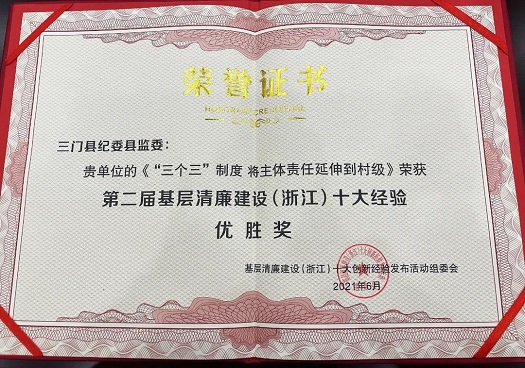 荣誉证书
三门县纪委县监委：
贵单位的《“三个三”制度 将主体责任延伸到村级》荣获
第二届基层清廉建设（浙江）十大经验
优胜奖
基层清廉建设（浙江）十大创新经验发布活动组委会
2021年6月